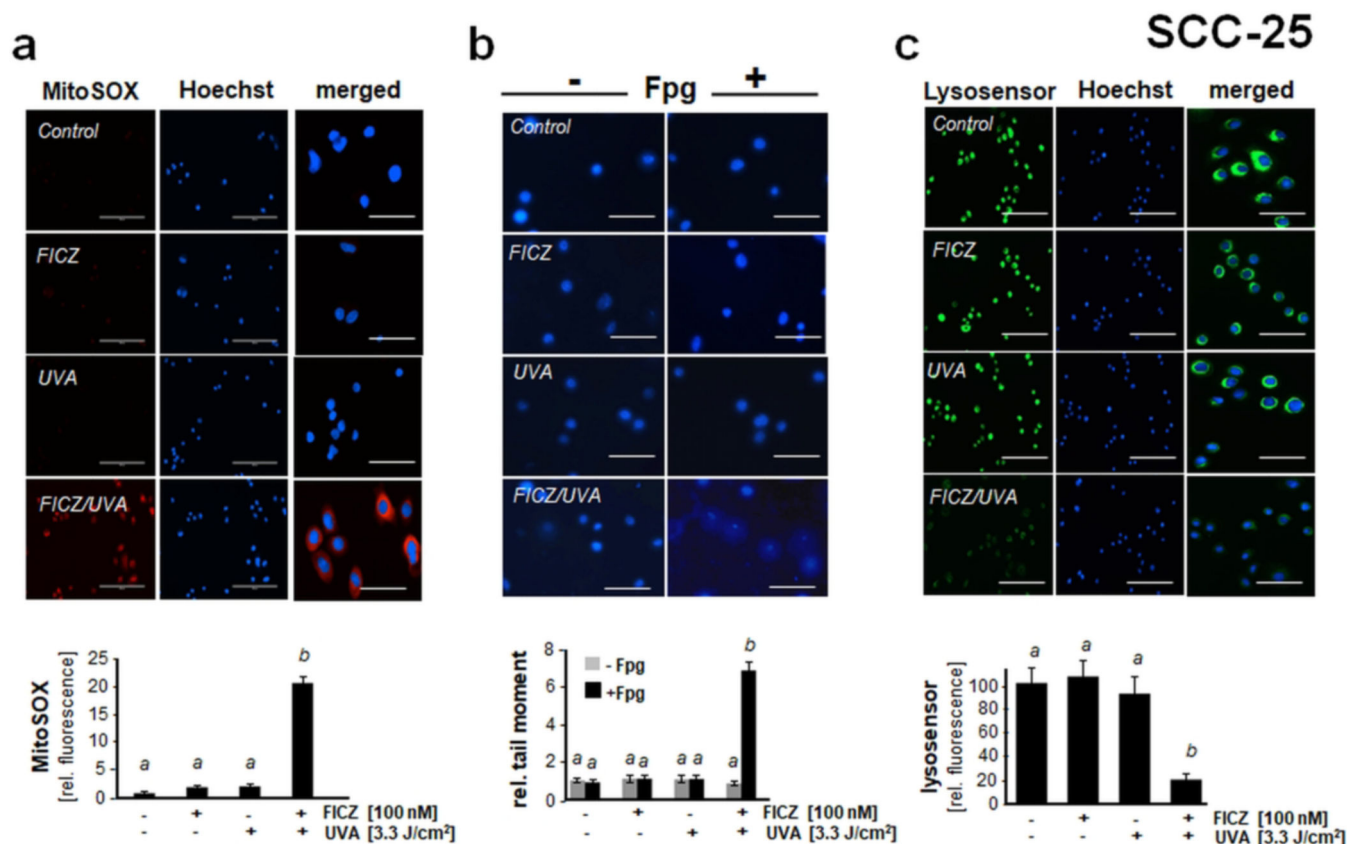 SCC-25
a
MitoSOX Hoechst merged
Control
FICZ
UVA
FICZ/UVA
MitoSOX
[rel. fluorescence]
25
20
15
10
5
0
a a a b
- + - +
- - + +
FICZ [100 nM]
UVA [3.3 J/cm²]
b
- Fpg +
Control
FICZ
UVA
FICZ/UVA
rel. tail moment
8
6
4
2
0
- Fpg
+Fpg
a a a a a a a b
- + - +
- - + +
FICZ [100 nM]
UVA [3.3 J/cm²]
c
Lysosensor Hoechst merged
Control
FICZ
UVA
FICZ/UVA
lysosensor
[rel. fluorescence]
100
80
60
40
20
0
a a a b
- + - +
- - + +
FICZ [100 nM]
UVA [3.3 J/cm²]